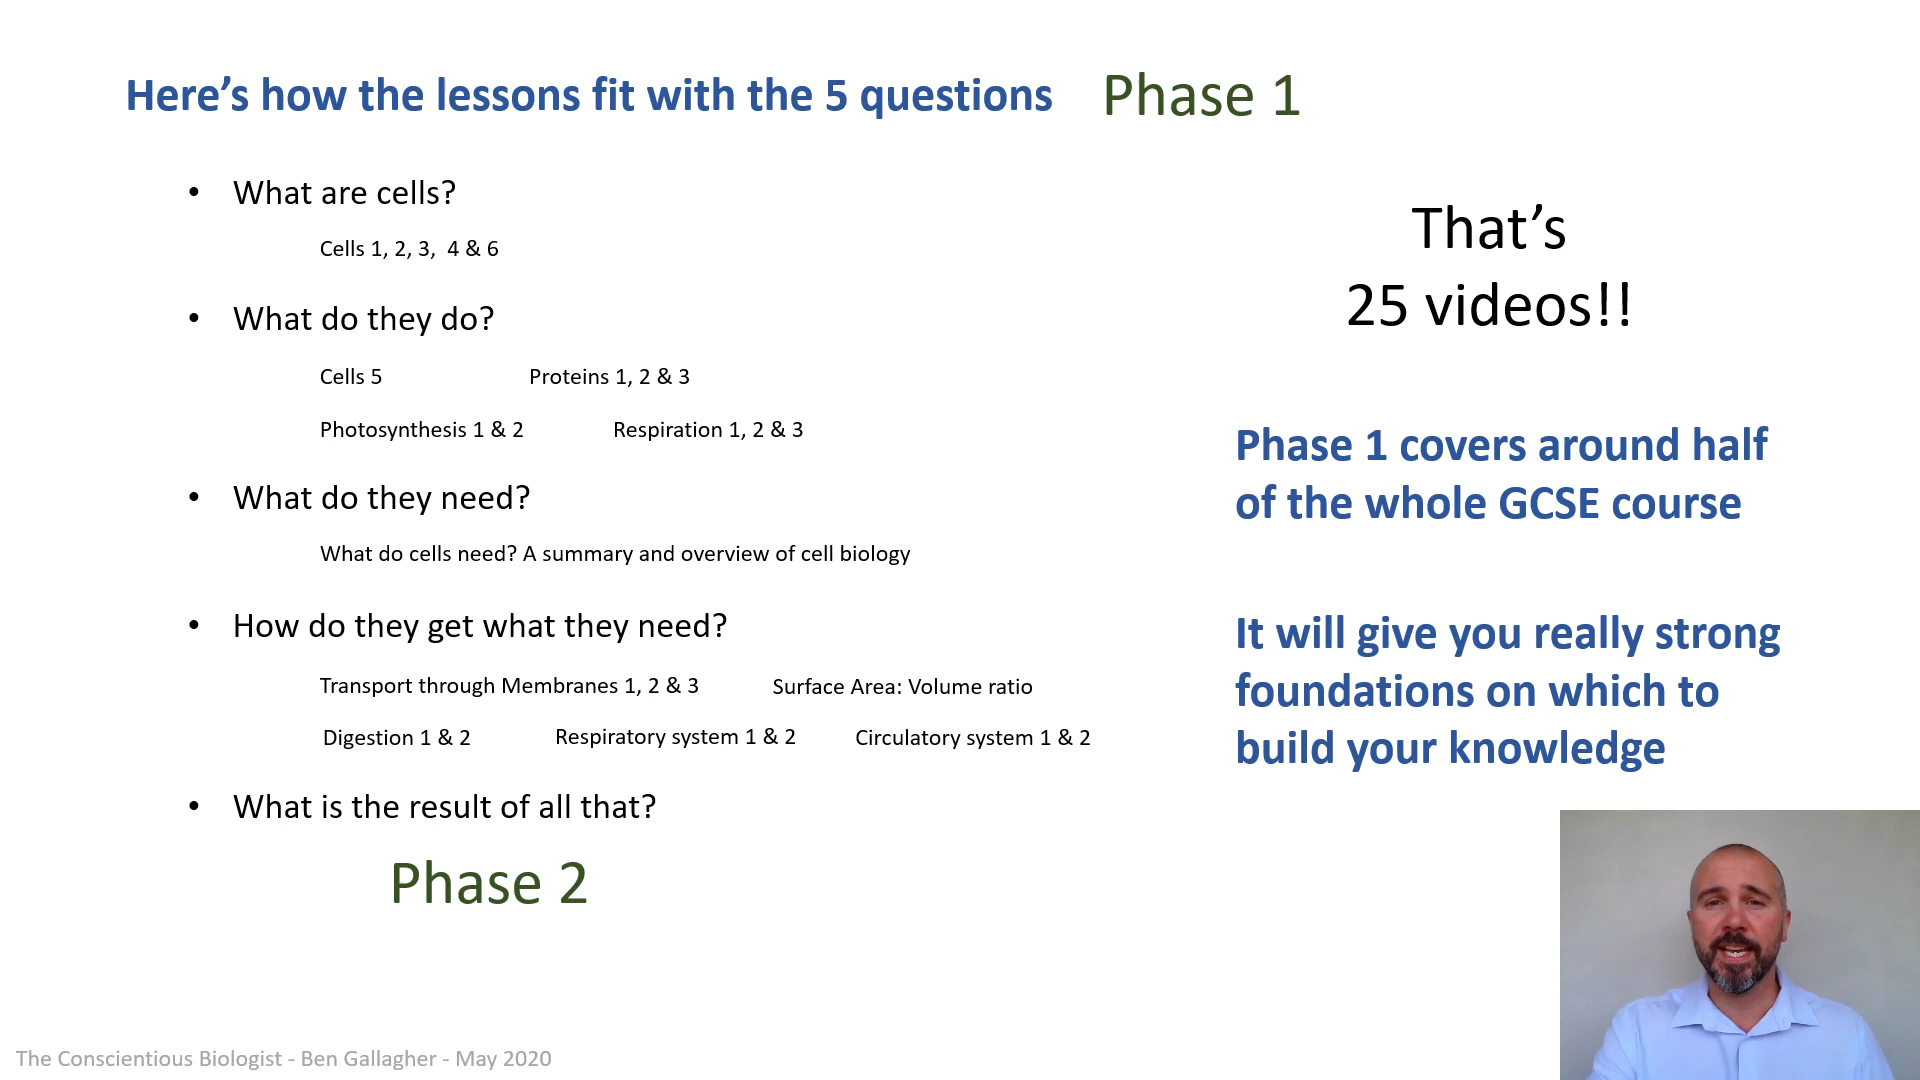 Here’s how the lessons fit with the 5 questions Phase 1
• What are cells?
Cells 1, 2, 3,  4 & 6
• What do they do?
Cells 5 Proteins 1, 2 & 3
Photosynthesis 1 & 2 Respiration 1, 2 & 3
• What do they need?
What do cells need? A summary and overview of cell biology
• How do they get what they need?
Transport through Membranes 1, 2 & 3 Surface Area: Volume ratio
Digestion 1 & 2 Respiratory system 1 & 2 Circulatory system 1 & 2
• What is the result of all that?
Phase 2
That’s
25 videos!!
Phase 1 covers around half
of the whole GCSE course
It will give you really strong
foundations on which to
build your knowledge
The Conscientious Biologist - Ben Gallagher - May 2020